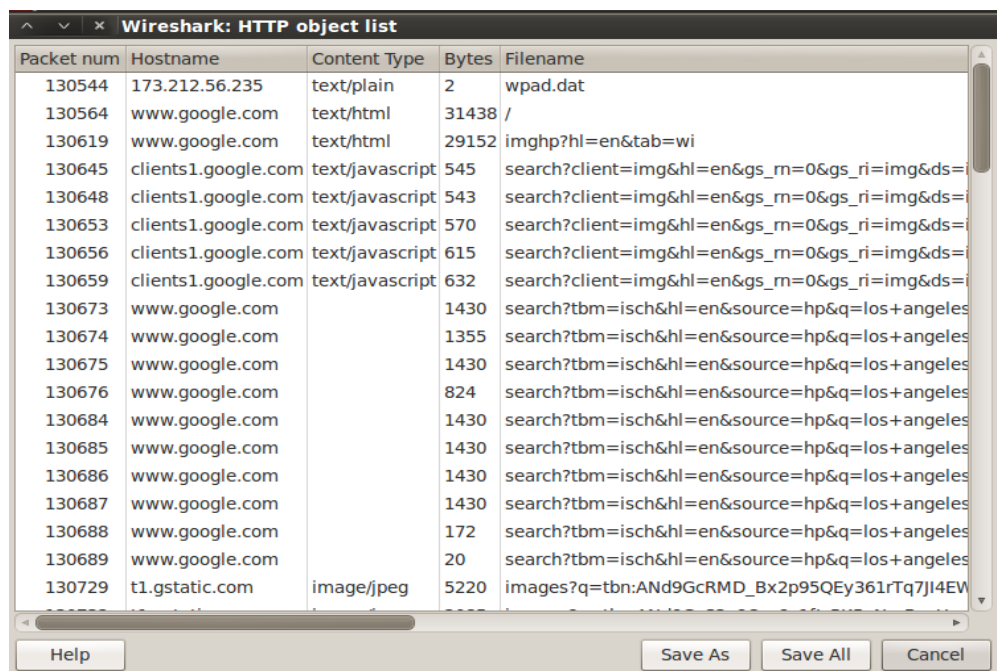 Wireshark: HTTP object list
Packet num Hostname Content Type Bytes Filename
130544 173.212.56.235 text/plain 2 wpad.dat
130564 www.google.com text/html 31438 /
130619 www.google.com text/html 29152 imghp?hl=en&tab=wi
130645 clients1.google.com text/javascript 545 search?client=img&hl=en&gs_rn=0&gs_ri=img&ds=i
130648 clients1.google.com text/javascript 543 search?client=img&hl=en&gs_rn=0&gs_ri=img&ds=i
130653 clients1.google.com text/javascript 570 search?client=img&hl=en&gs_rn=0&gs_ri=img&ds=i
130656 clients1.google.com text/javascript 615 search?client=img&hl=en&gs_rn=0&gs_ri=img&ds=i
130659 clients1.google.com text/javascript 632 search?client=img&hl=en&gs_rn=0&gs_ri=img&ds=i
130673 www.google.com 1430 search?tbm=isch&hl=en&source=hp&q=los+angeles
130674 www.google.com 1355 search?tbm=isch&hl=en&source=hp&q=los+angeles
130675 www.google.com 1430 search?tbm=isch&hl=en&source=hp&q=los+angeles
130676 www.google.com 824 search?tbm=isch&hl=en&source=hp&q=los+angeles
130684 www.google.com 1430 search?tbm=isch&hl=en&source=hp&q=los+angeles
130685 www.google.com 1430 search?tbm=isch&hl=en&source=hp&q=los+angeles
130686 www.google.com 1430 search?tbm=isch&hl=en&source=hp&q=los+angeles
130687 www.google.com 1430 search?tbm=isch&hl=en&source=hp&q=los+angeles
130688 www.google.com 172 search?tbm=isch&hl=en&source=hp&q=los+angeles
130689 www.google.com 20 search?tbm=isch&hl=en&source=hp&q=los+angeles
130729 t1.gstatic.com image/jpeg 5220 images?q=tbn:ANd9GcRMD_Bx2p95QEy361rTq7JI4EW
Help Save As Save All Cancel